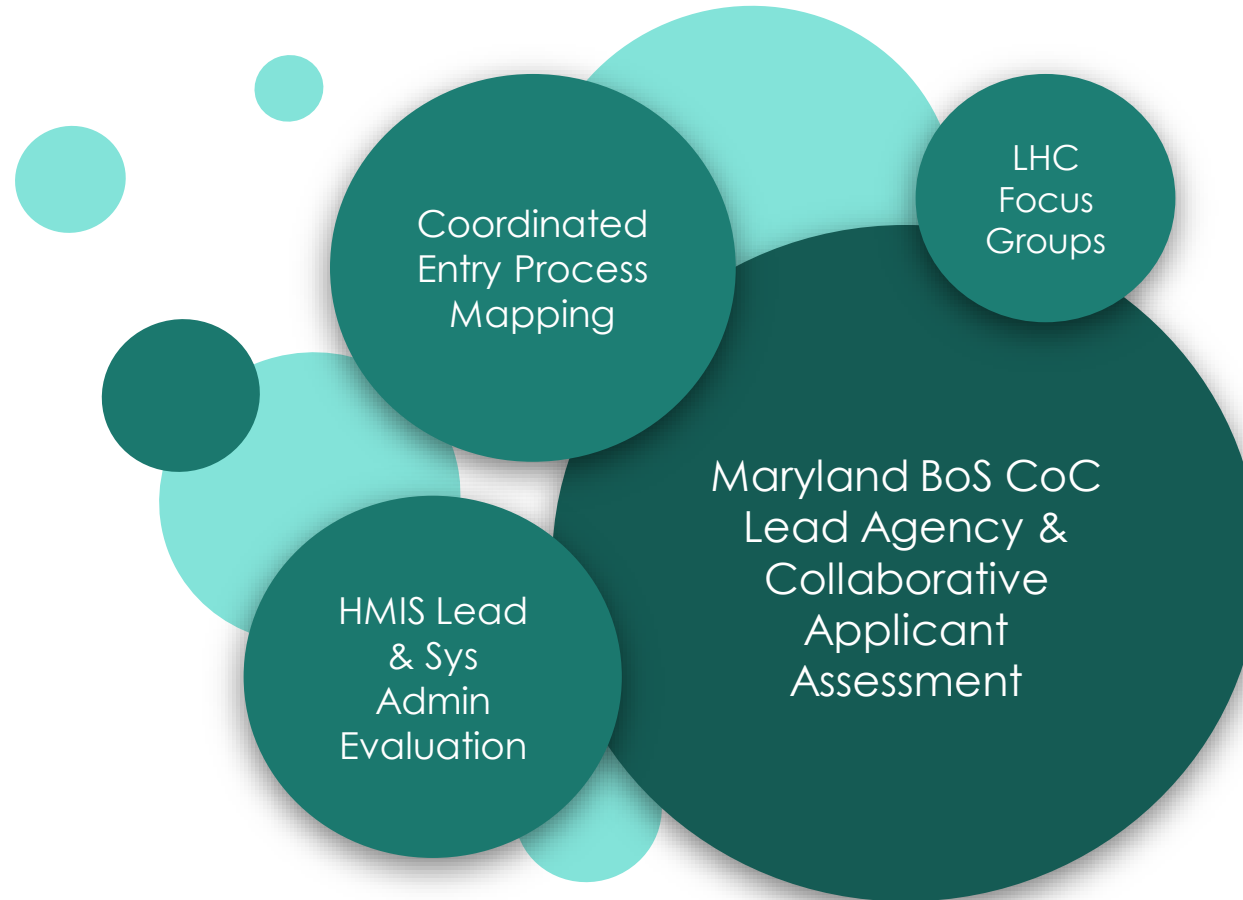 Coordinated
Entry Process
Mapping
LHC
Focus
Groups
Maryland BoS CoC
Lead Agency &
Collaborative
Applicant
Assessment
HMIS Lead
& Sys
Admin
Evaluation